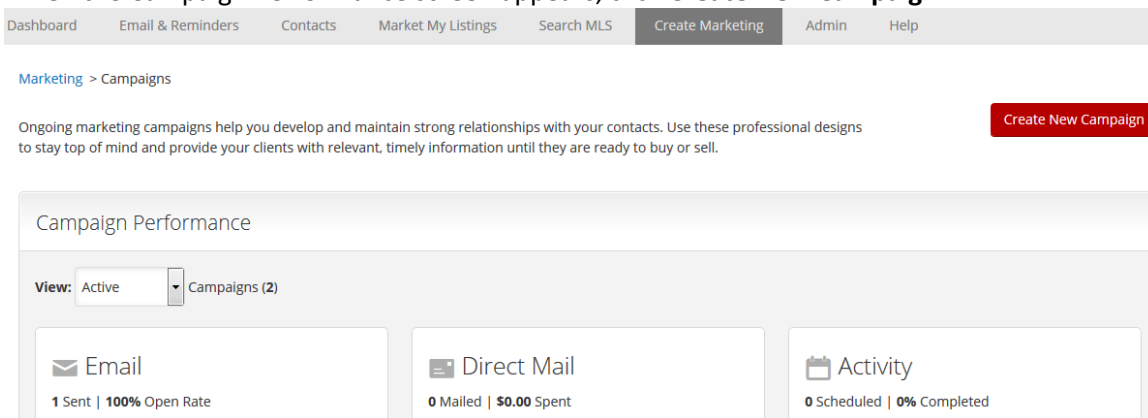 Dashboard Email & Reminders Contacts Market My Listings Search MLS Create Marketing Admin Help
Marketing > Campaigns
Ongoing marketing campaigns help you develop and maintain strong relationships with your contacts. Use these professional designs
to stay top of mind and provide your clients with relevant, timely information until they are ready to buy or sell.
Create New Campaign
Campaign Performance
View: Active Campaigns (2)
Email
1 Sent | 100% Open Rate
Direct Mail
0 Mailed | $0.00 Spent
Activity
0 Scheduled | 0% Completed